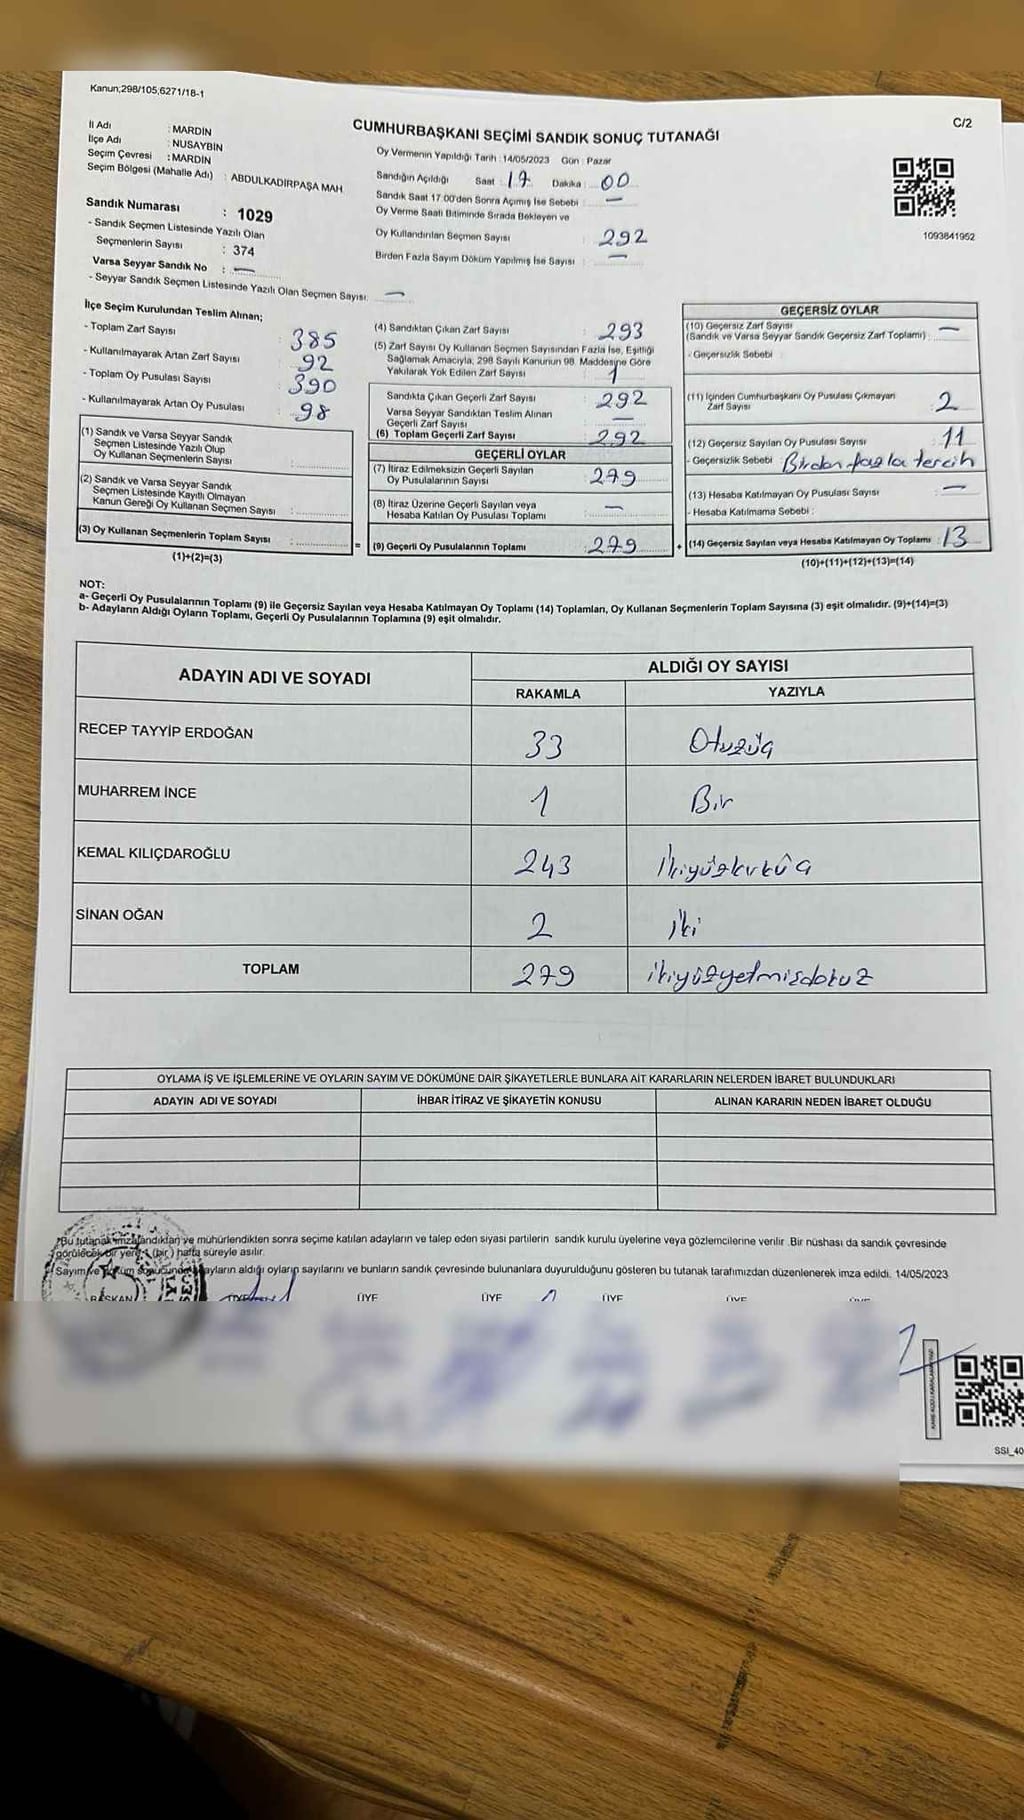 Kanun;298/105,6271/18-1
C/2
CUMHURBAŞKANI SEÇİMİ SANDIK SONUÇ TUTANAĞI
İl Adı : MARDİN
İlçe Adı : NUSAYBİN
Seçim Çevresi : MARDİN
Seçim Bölgesi (Mahalle Adı) : ABDULKADİRPAŞA MAH
Sandık Numarası : 1029
- Sandık Seçmen Listesinde Yazılı Olan
Seçmenlerin Sayısı : 374
Varsa Seyyar Sandık No : —
- Seyyar Sandık Seçmen Listesinde Yazılı Olan Seçmen Sayısı: —
Oy Vermenin Yapıldığı Tarih : 14/05/2023 Gün : Pazar
Sandığın Açıldığı Saat : 17 Dakika : 00
Sandık Saat 17:00'den Sonra Açımış İse Sebebi : —
Oy Verme Saati Bitiminde Sırada Bekleyen ve
Oy Kullandırılan Seçmen Sayısı : 292
Birden Fazla Sayım Döküm Yapılmış İse Sayısı : —
1093841952
İlçe Seçim Kurulundan Teslim Alınan;
- Toplam Zarf Sayısı : 385
- Kullanılmayarak Artan Zarf Sayısı : 92
- Toplam Oy Pusulası Sayısı : 390
- Kullanılmayarak Artan Oy Pusulası : 98
(1) Sandık ve Varsa Seyyar Sandık
Seçmen Listesinde Yazılı Olup
Oy Kullanan Seçmenlerin Sayısı :
(2) Sandık ve Varsa Seyyar Sandık
Seçmen Listesinde Kayıtlı Olmayan
Kanun Gereği Oy Kullanan Seçmen Sayısı :
(3) Oy Kullanan Seçmenlerin Toplam Sayısı :
(1)+(2)=(3)
(4) Sandıktan Çıkan Zarf Sayısı : 293
(5) Zarf Sayısı Oy Kullanan Seçmen Sayısından Fazla İse, Eşitliği
Sağlamak Amacıyla, 298 Sayılı Kanunun 98. Maddesine Göre
Yakılarak Yok Edilen Zarf Sayısı : 1
Sandıkta Çıkan Geçerli Zarf Sayısı : 292
Varsa Seyyar Sandıktan Teslim Alınan
Geçerli Zarf Sayısı : —
(6) Toplam Geçerli Zarf Sayısı : 292
GEÇERLİ OYLAR
(7) İtiraz Edilmeksizin Geçerli Sayılan
Oy Pusulalarının Sayısı : 279
(8) İtiraz Üzerine Geçerli Sayılan veya
Hesaba Katılan Oy Pusulası Toplamı : —
= (9) Geçerli Oy Pusulalarının Toplamı : 279
GEÇERSİZ OYLAR
(10) Geçersiz Zarf Sayısı
(Sandık ve Varsa Seyyar Sandık Geçersiz Zarf Toplamı) : —
- Geçersizlik Sebebi :
(11) İçinden Cumhurbaşkanı Oy Pusulası Çıkmayan
Zarf Sayısı : 2
(12) Geçersiz Sayılan Oy Pusulası Sayısı : 11
- Geçersizlik Sebebi : Birden fazla tercih
(13) Hesaba Katılmayan Oy Pusulası Sayısı : —
- Hesaba Katılmama Sebebi :
+ (14) Geçersiz Sayılan veya Hesaba Katılmayan Oy Toplamı : 13
(10)+(11)+(12)+(13)=(14)
NOT:
a- Geçerli Oy Pusulalarının Toplamı (9) ile Geçersiz Sayılan veya Hesaba Katılmayan Oy Toplamı (14) Toplamları, Oy Kullanan Seçmenlerin Toplam Sayısına (3) eşit olmalıdır. (9)+(14)=(3)
b- Adayların Aldığı Oyların Toplamı, Geçerli Oy Pusulalarının Toplamına (9) eşit olmalıdır.
ADAYIN ADI VE SOYADI
ALDIĞI OY SAYISI
RAKAMLA YAZIYLA
RECEP TAYYİP ERDOĞAN 33 Otuzüç
MUHARREM İNCE 1 Bir
KEMAL KILIÇDAROĞLU 243 İkiyüzkırküç
SİNAN OĞAN 2 iki
TOPLAM 279 ikiyüzyetmişdokuz
OYLAMA İŞ VE İŞLEMLERİNE VE OYLARIN SAYIM VE DÖKÜMÜNE DAİR ŞİKAYETLERLE BUNLARA AİT KARARLARIN NELERDEN İBARET BULUNDUKLARI
ADAYIN ADI VE SOYADI İHBAR İTİRAZ VE ŞİKAYETİN KONUSU ALINAN KARARIN NEDEN İBARET OLDUĞU
*Bu tutanak imzalandıktan ve mühürlendikten sonra seçime katılan adayların ve talep eden siyasi partilerin sandık kurulu üyelerine veya gözlemcilerine verilir. Bir nüshası da sandık çevresinde
görülecek bir yere 1 (bir) hafta süreyle asılır.
Sayım ve döküm sonucunda adayların aldığı oyların sayılarını ve bunların sandık çevresinde bulunanlara duyurulduğunu gösteren bu tutanak tarafımızdan düzenlenerek imza edildi. 14/05/2023
BAŞKAN ÜYE ÜYE ÜYE ÜYE ÜYE
SSI_40